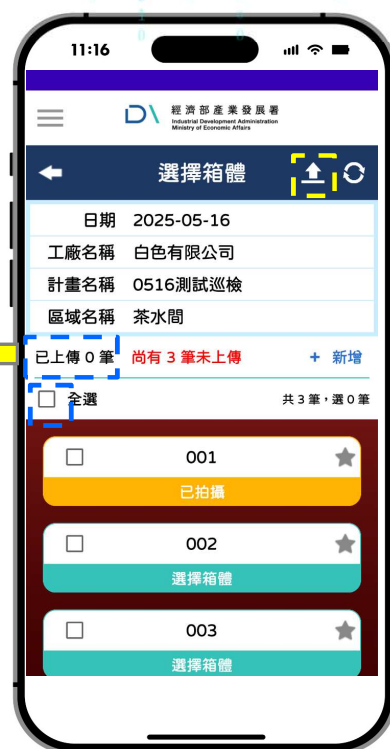 11:16
經濟部產業發展署
Industrial Development Administration
Ministry of Economic Affairs
選擇箱體
日期 2025-05-16
工廠名稱 白色有限公司
計畫名稱 0516測試巡檢
區域名稱 茶水間
已上傳 0 筆 尚有 3 筆未上傳 + 新增
全選 共 3 筆，選 0 筆
001
已拍攝
002
選擇箱體
003
選擇箱體